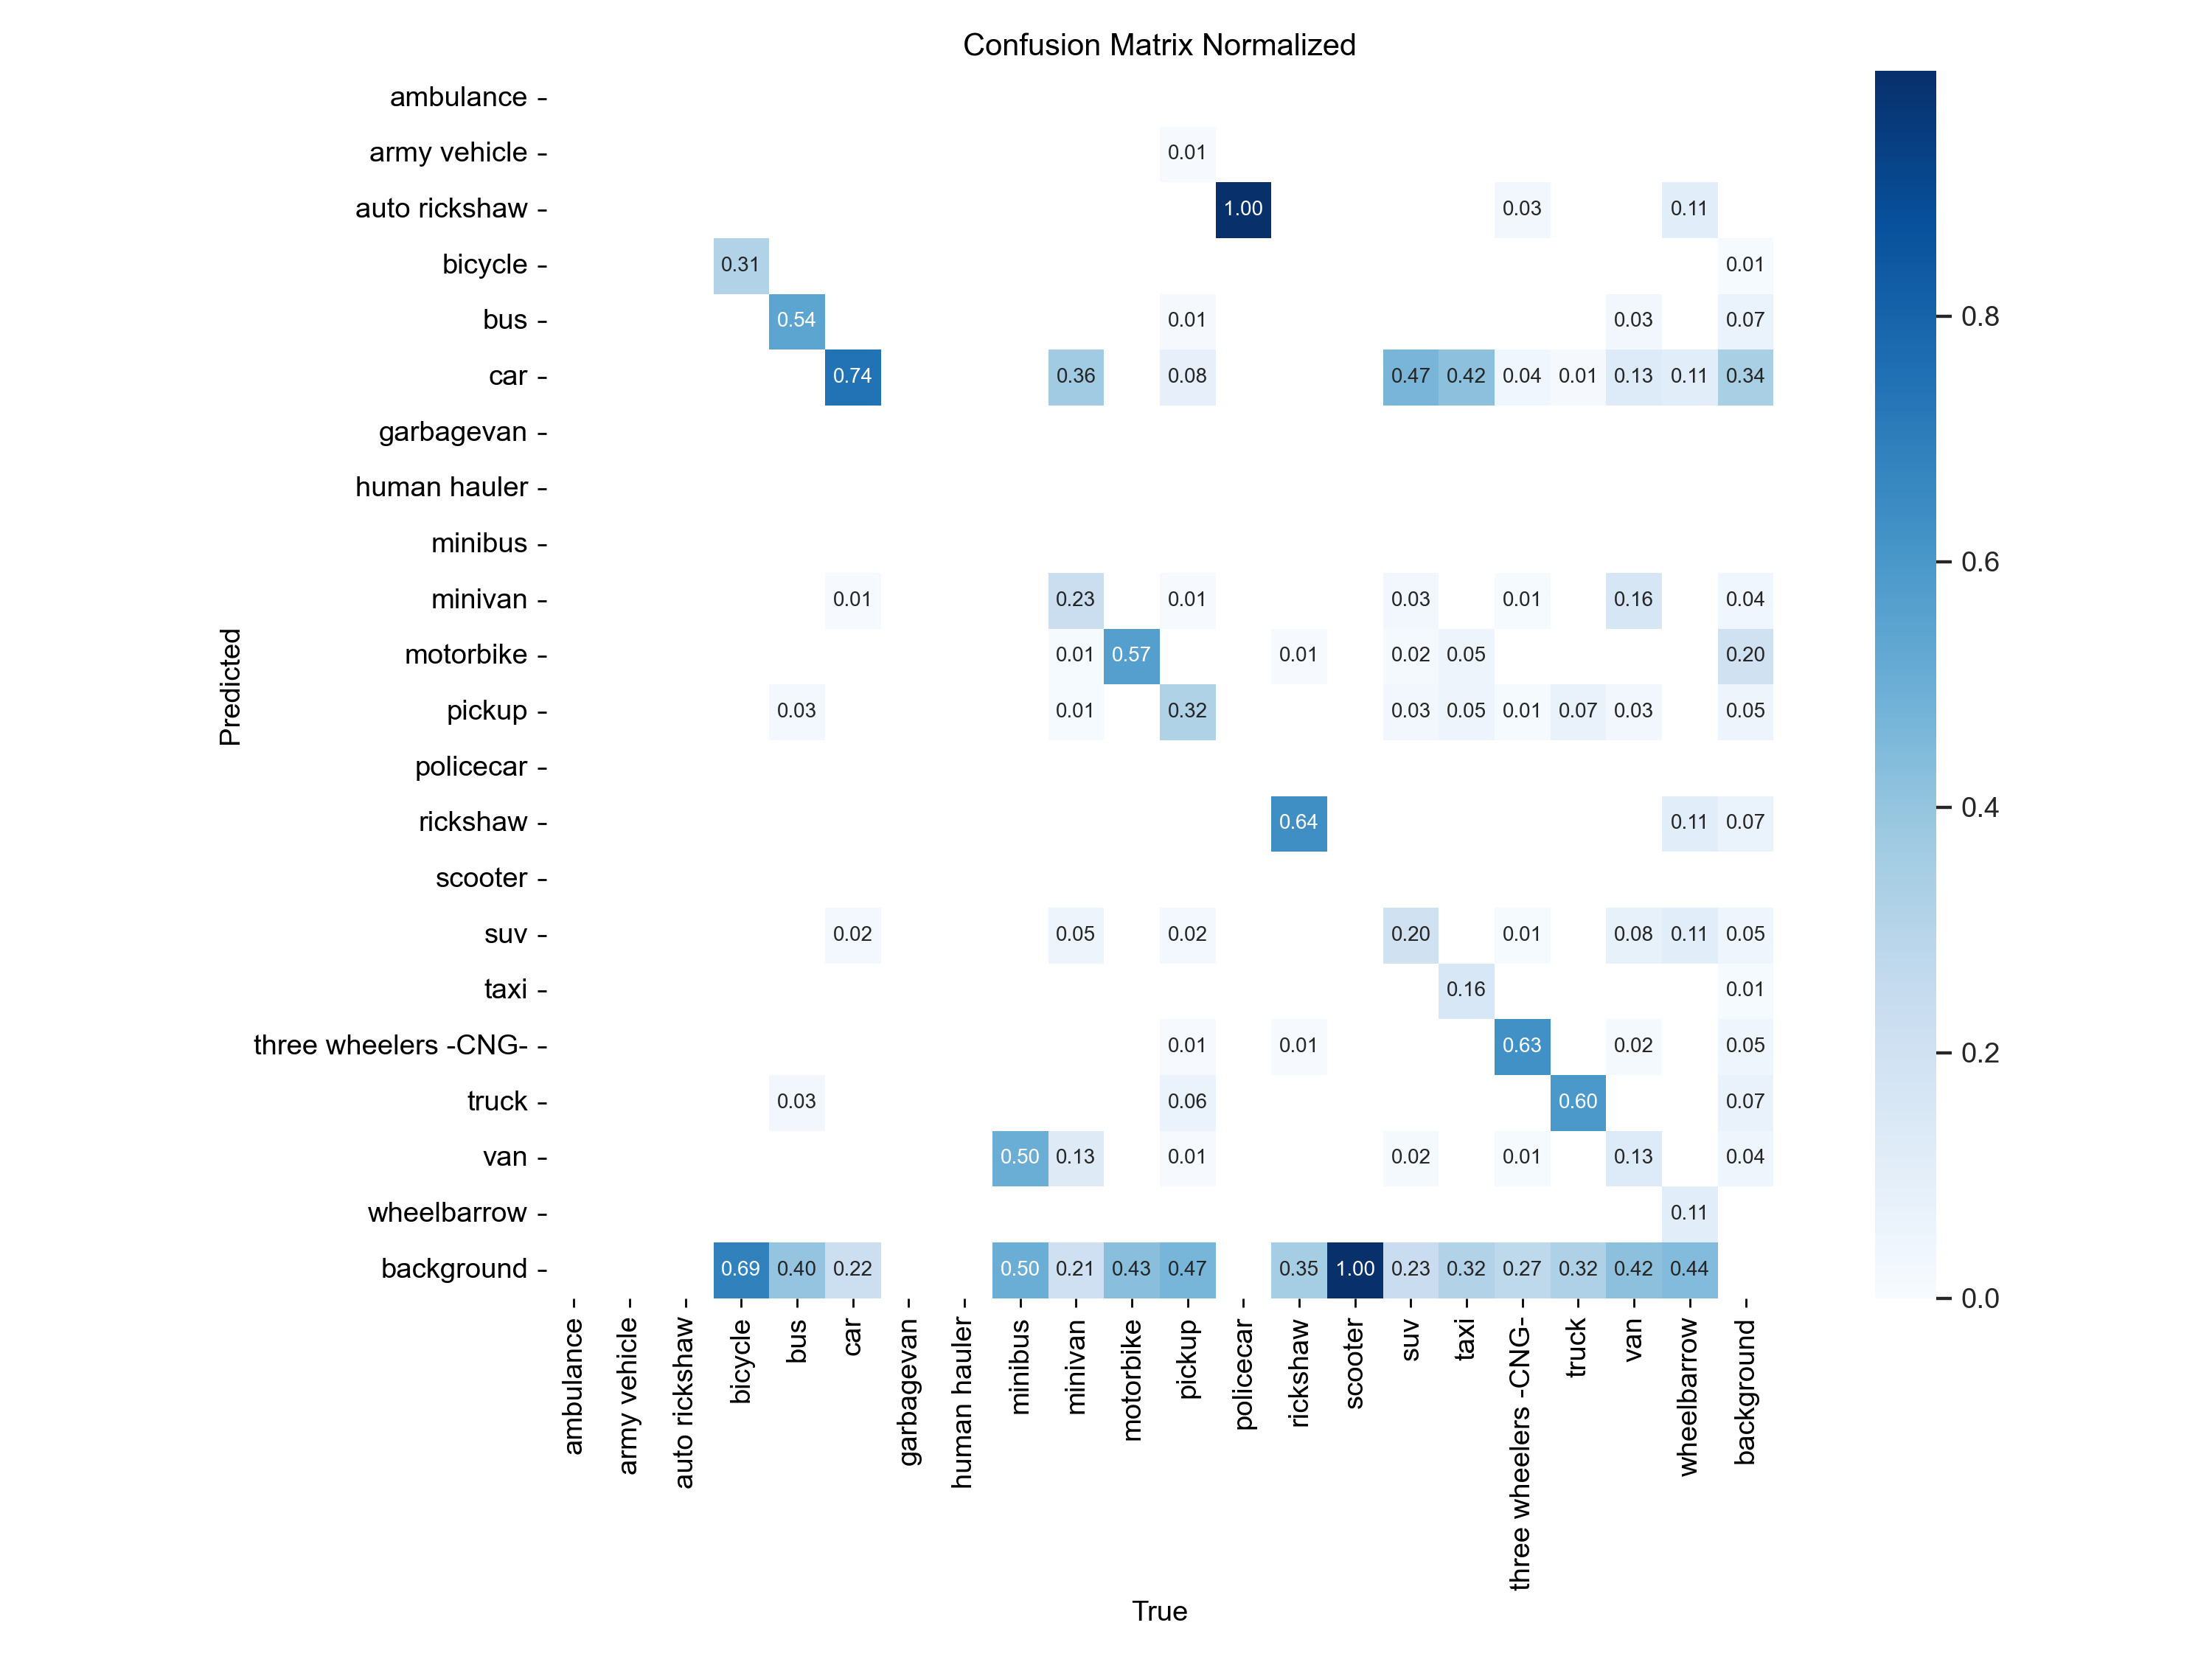 Confusion Matrix Normalized
ambulance
army vehicle 0.01
auto rickshaw 1.00 0.03 0.11
bicycle 0.31 0.01
bus 0.54 0.01 0.03 0.07
car 0.74 0.36 0.08 0.47 0.42 0.04 0.01 0.13 0.11 0.34
garbagevan
human hauler
minibus
minivan 0.01 0.23 0.01 0.03 0.01 0.16 0.04
motorbike 0.01 0.57 0.01 0.02 0.05 0.20
pickup 0.03 0.01 0.32 0.03 0.05 0.01 0.07 0.03 0.05
policecar
rickshaw 0.64 0.11 0.07
scooter
suv 0.02 0.05 0.02 0.20 0.01 0.08 0.11 0.05
taxi 0.16 0.01
three wheelers -CNG- 0.01 0.01 0.63 0.02 0.05
truck 0.03 0.06 0.60 0.07
van 0.50 0.13 0.01 0.02 0.01 0.13 0.04
wheelbarrow 0.11
background 0.69 0.40 0.22 0.50 0.21 0.43 0.47 0.35 1.00 0.23 0.32 0.27 0.32 0.42 0.44
Predicted
ambulance
army vehicle
auto rickshaw
bicycle
bus
car
garbagevan
human hauler
minibus
minivan
motorbike
pickup
policecar
rickshaw
scooter
suv
taxi
three wheelers -CNG-
truck
van
wheelbarrow
background
True
0.8
0.6
0.4
0.2
0.0